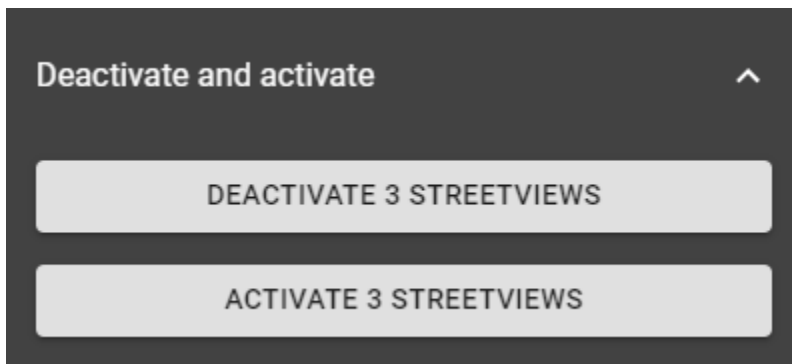 Deactivate and activate
DEACTIVATE 3 STREETVIEWS
ACTIVATE 3 STREETVIEWS